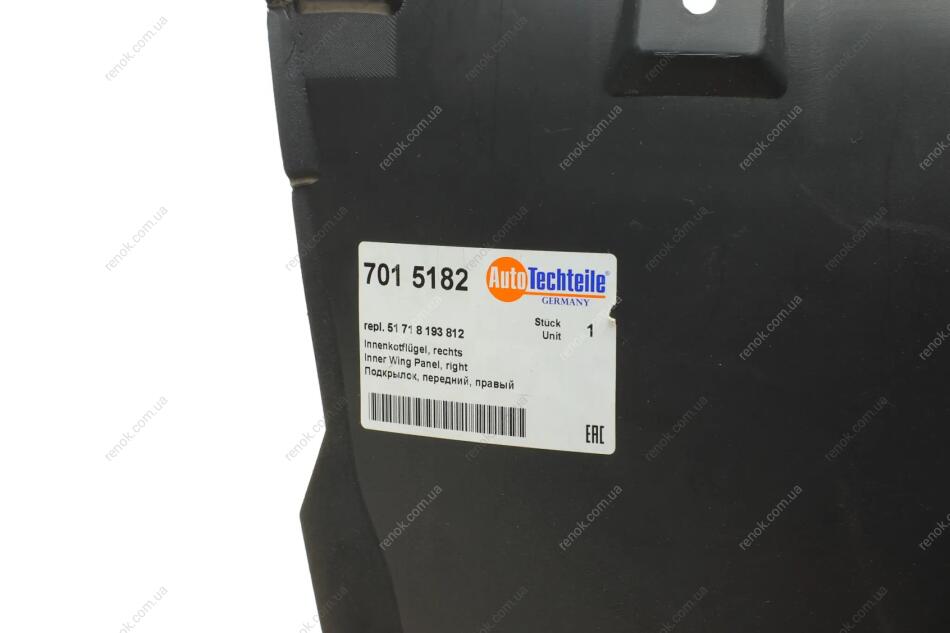 701 5182
AutoTechteile®
GERMANY
repl. 51 71 8 193 812
Stück
Unit 1
Innenkotflügel, rechts
Inner Wing Panel, right
Подкрылок, передний, правый
EAC
renok.com.ua